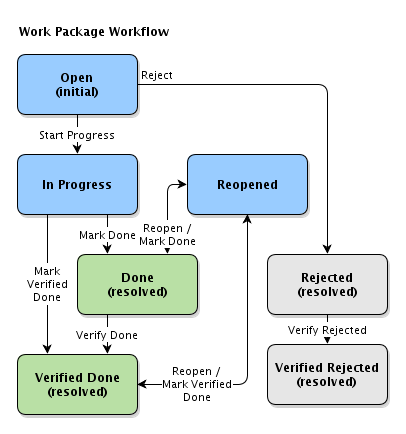 Work Package Workflow
Open
(initial)
Reject
Start Progress
In Progress
Reopened
Mark Done
Reopen /
Mark Done
Mark
Verified
Done
Done
(resolved)
Rejected
(resolved)
Verify Done
Verify Rejected
Verified Done
(resolved)
Reopen /
Mark Verified
Done
Verified Rejected
(resolved)